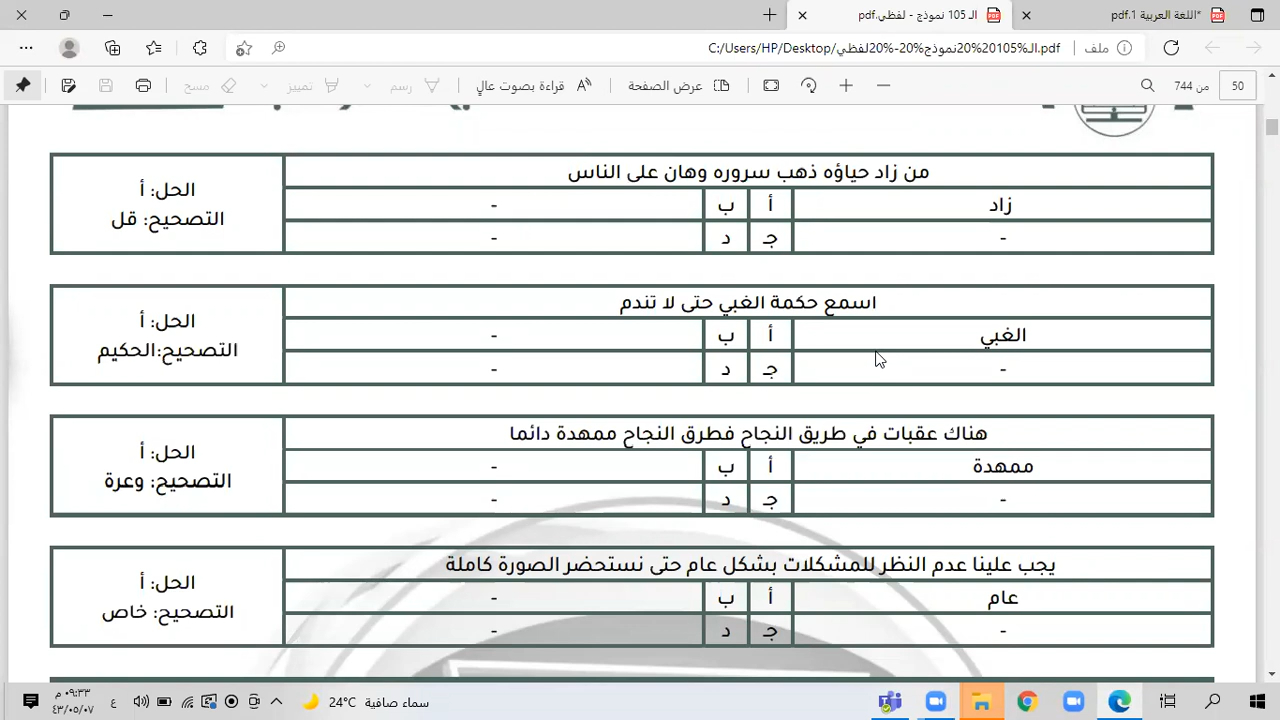 الـ 105 نموذج - لفظي.pdf
*اللغة العربية 1.pdf
ملف
C:/Users/HP/Desktop/الـ%20105%20نموذج%20-%20لفظي.pdf
50 من 744
عرض الصفحة
قراءة بصوت عالٍ
رسم
تمييز
مسح
من زاد حياؤه ذهب سروره وهان على الناس
زاد أ ب -
- جـ د -
الحل: أ
التصحيح: قل
اسمع حكمة الغبي حتى لا تندم
الغبي أ ب -
- جـ د -
الحل: أ
التصحيح:الحكيم
هناك عقبات في طريق النجاح فطرق النجاح ممهدة دائما
ممهدة أ ب -
- جـ د -
الحل: أ
التصحيح: وعرة
يجب علينا عدم النظر للمشكلات بشكل عام حتى نستحضر الصورة كاملة
عام أ ب -
- جـ د -
الحل: أ
التصحيح: خاص
سماء صافية 24°C
ع
٠٩:٣٣ م
٤٣/٠٥/٠٧